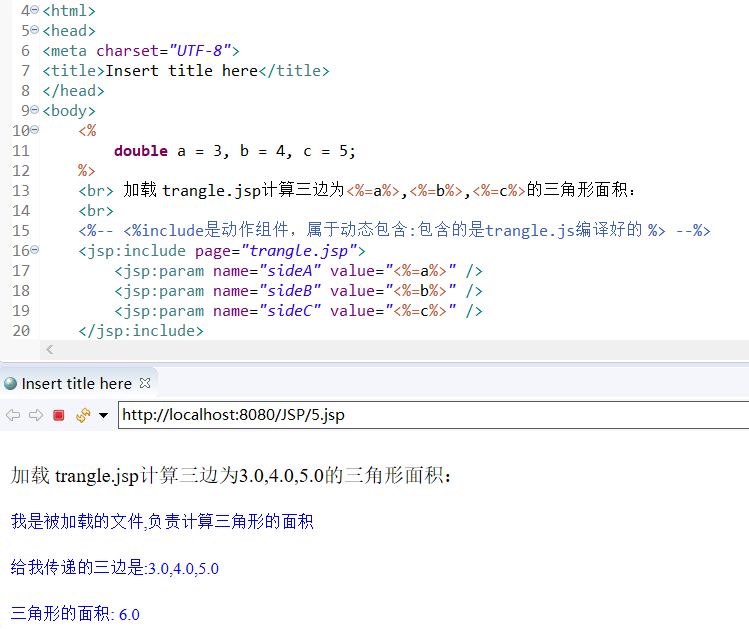 4 <html>
5 <head>
6 <meta charset="UTF-8">
7 <title>Insert title here</title>
8 </head>
9 <body>
10 <%
11 double a = 3, b = 4, c = 5;
12 %>
13 <br> 加载 trangle.jsp计算三边为<%=a%>,<%=b%>,<%=c%>的三角形面积：
14 <br>
15 <%-- <%include是动作组件，属于动态包含:包含的是trangle.js编译好的 %> --%>
16 <jsp:include page="trangle.jsp">
17 <jsp:param name="sideA" value="<%=a%>" />
18 <jsp:param name="sideB" value="<%=b%>" />
19 <jsp:param name="sideC" value="<%=c%>" />
20 </jsp:include>
Insert title here
http://localhost:8080/JSP/5.jsp
加载 trangle.jsp计算三边为3.0,4.0,5.0的三角形面积：
我是被加载的文件,负责计算三角形的面积
给我传递的三边是:3.0,4.0,5.0
三角形的面积: 6.0